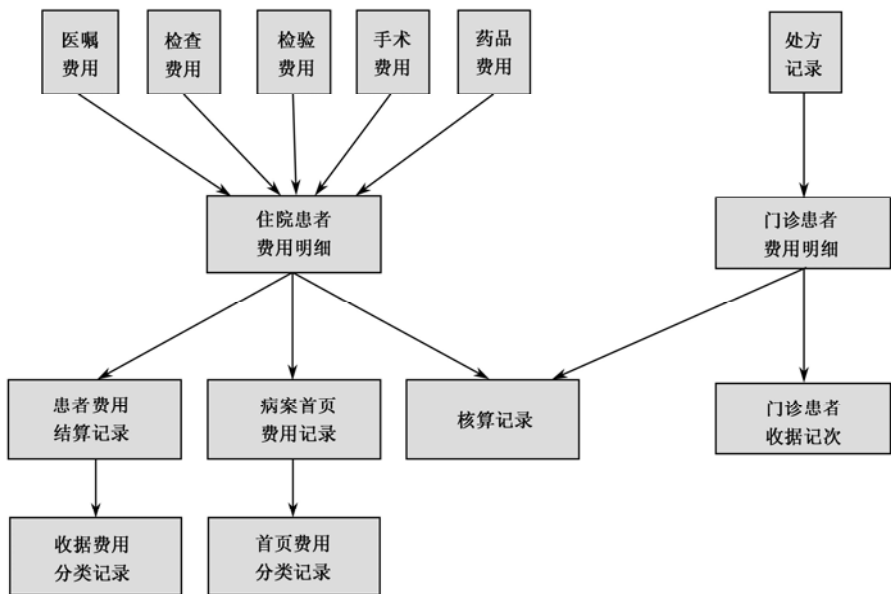 医嘱
费用
检查
费用
检验
费用
手术
费用
药品
费用
处方
记录
住院患者
费用明细
门诊患者
费用明细
患者费用
结算记录
病案首页
费用记录
核算记录
门诊患者
收据记次
收据费用
分类记录
首页费用
分类记录